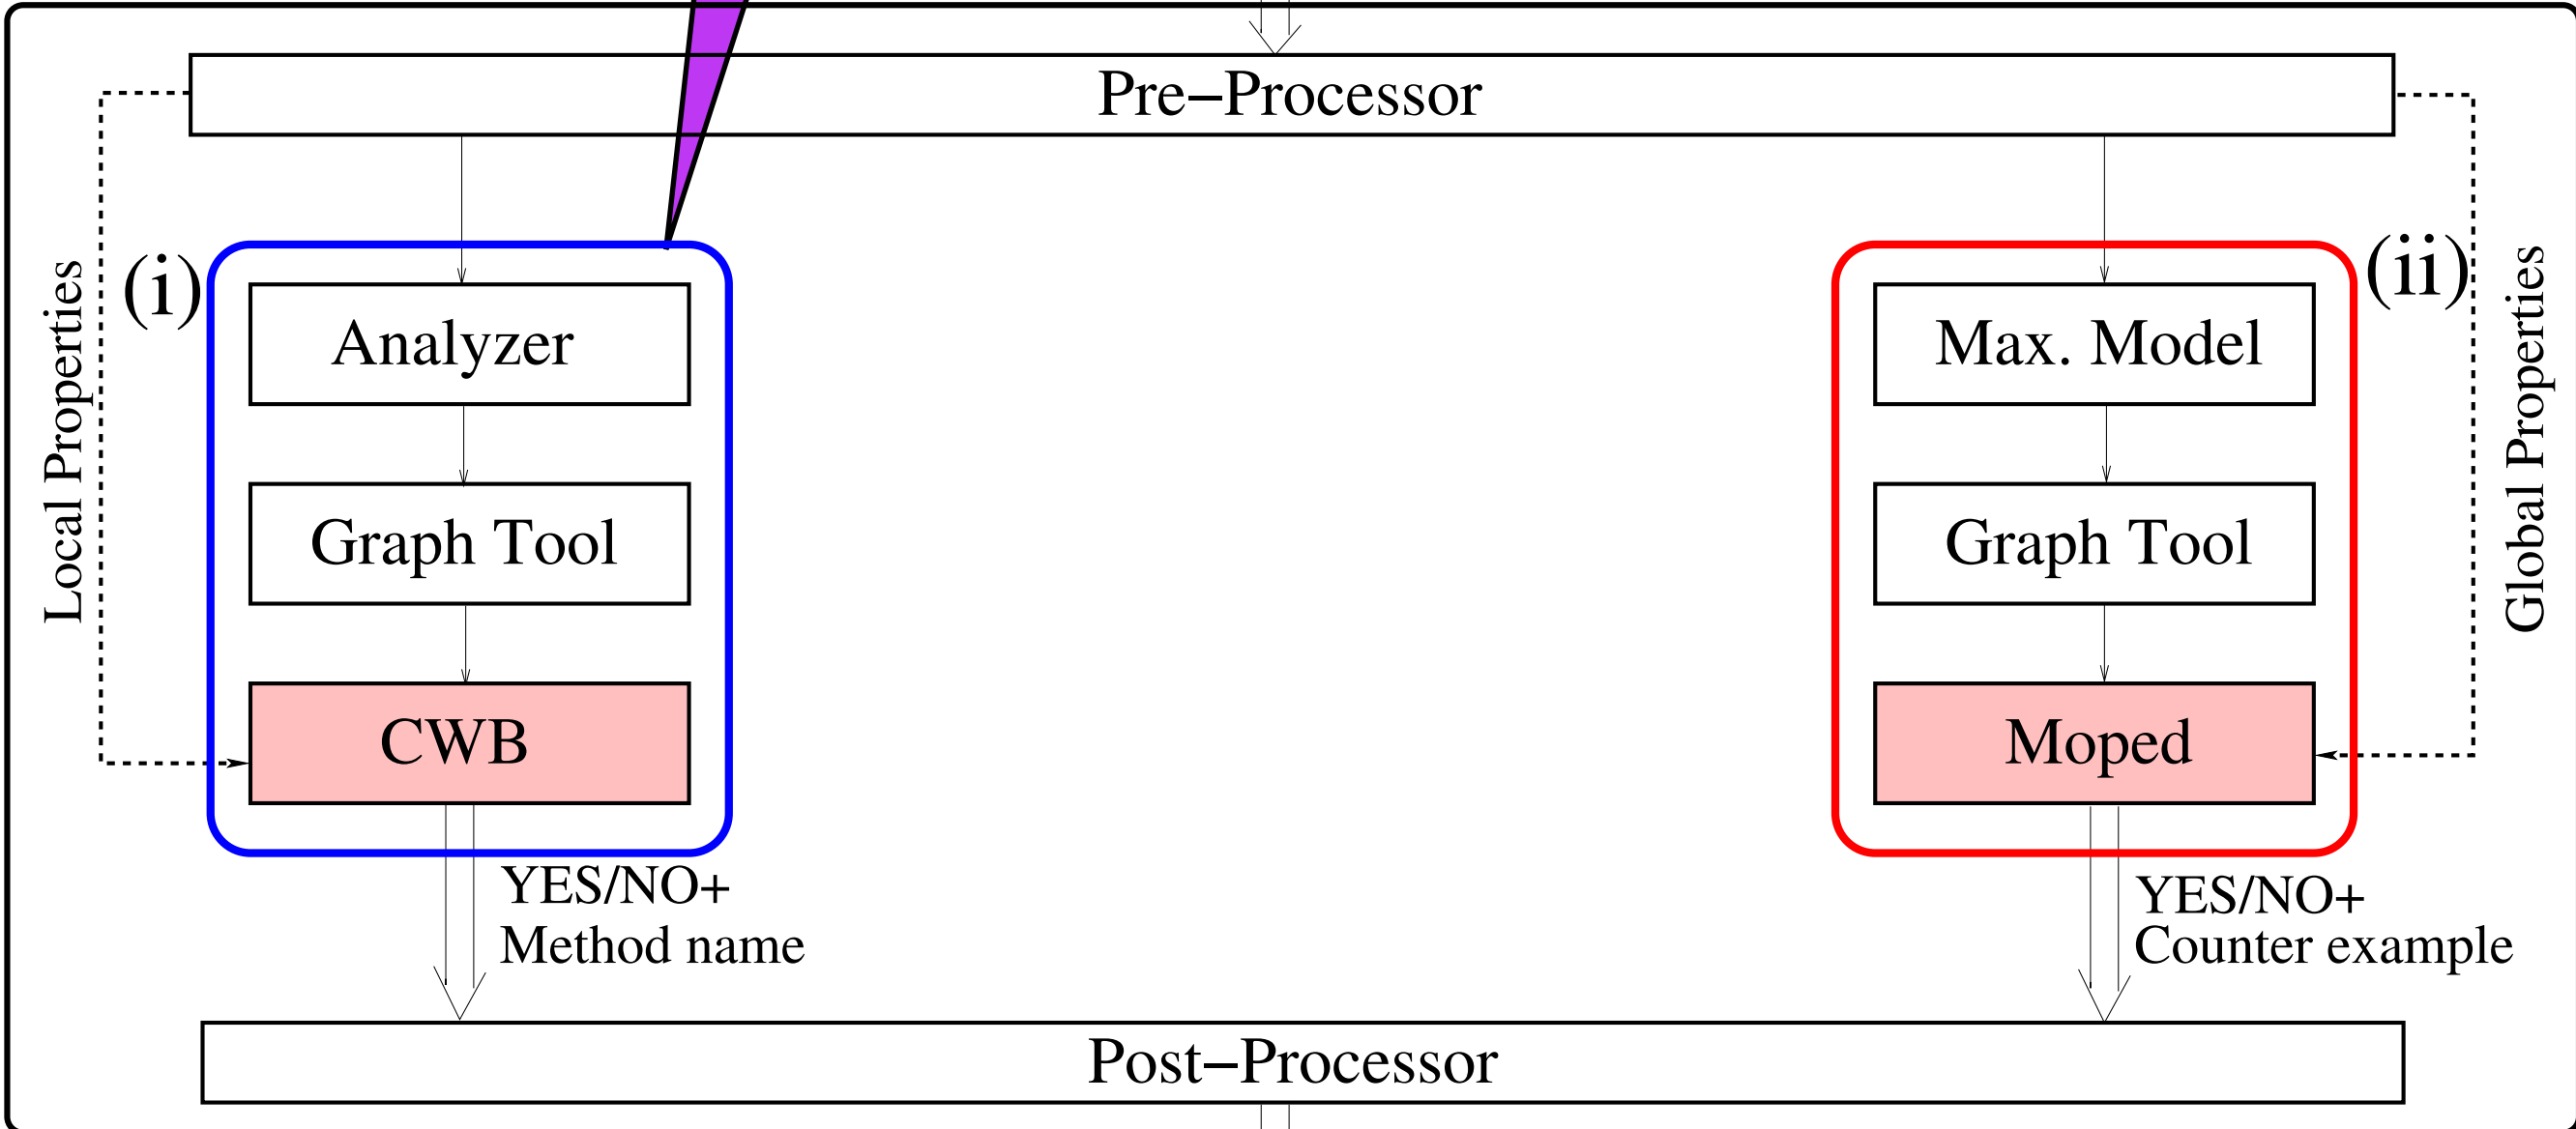 Pre−Processor
Local Properties
(i)
(ii)
Global Properties
Analyzer
Max. Model
Graph Tool
Graph Tool
CWB
Moped
YES/NO+
Method name
YES/NO+
Counter example
Post−Processor